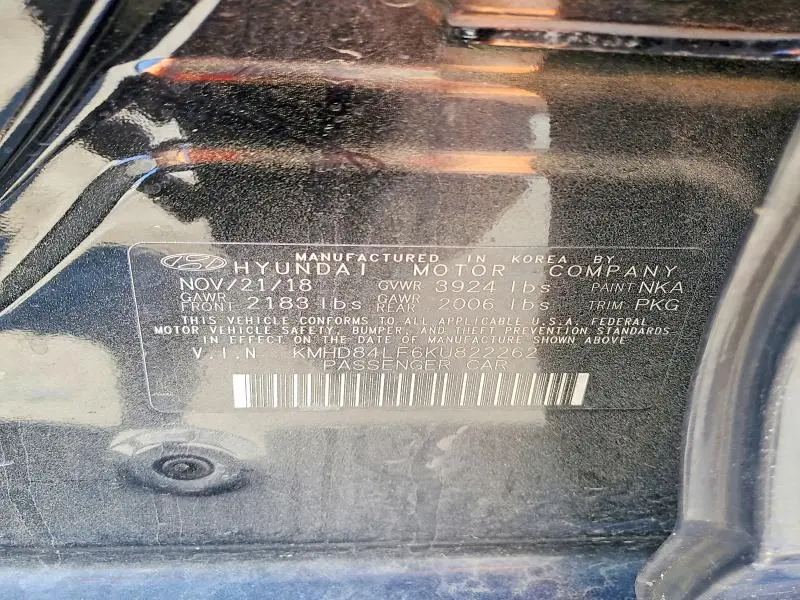 MANUFACTURED IN KOREA BY
HYUNDAI MOTOR COMPANY
NOV/21/18 GVWR 3924 lbs PAINT NKA
GAWR FRONT 2183 lbs GAWR REAR 2006 lbs TRIM PKG
THIS VEHICLE CONFORMS TO ALL APPLICABLE U.S.A. FEDERAL
MOTOR VEHICLE SAFETY, BUMPER, AND THEFT PREVENTION STANDARDS
IN EFFECT ON THE DATE OF MANUFACTURE SHOWN ABOVE
V.I.N KMHD84LF6KU822262
PASSENGER CAR